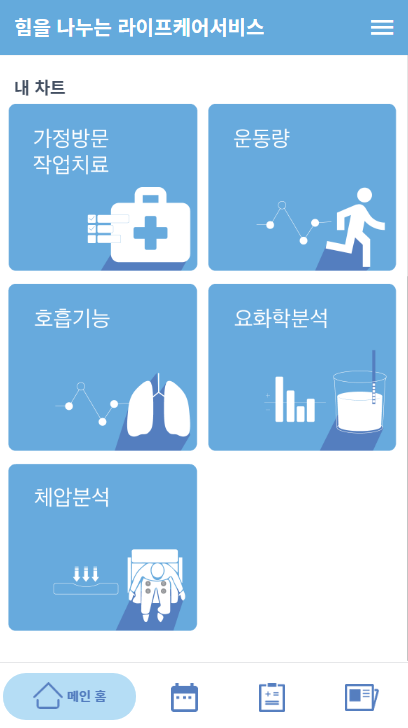 힘을 나누는 라이프케어서비스
내 차트
가정방문
작업치료
운동량
호흡기능
요화학분석
체압분석
메인 홈